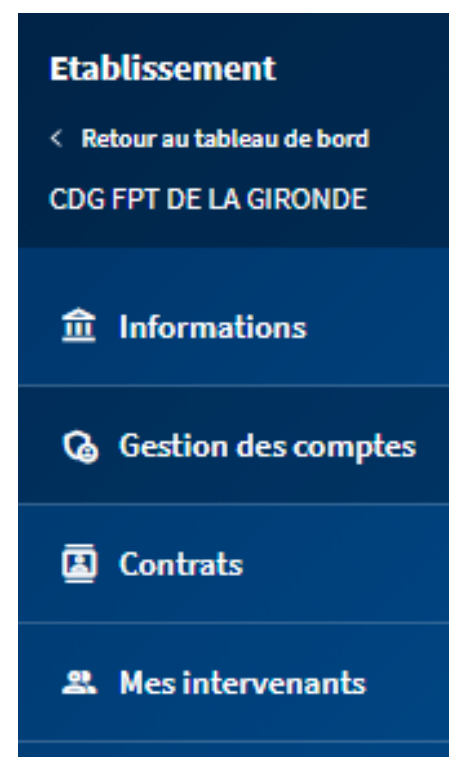 Etablissement
< Retour au tableau de bord
CDG FPT DE LA GIRONDE
Informations
Gestion des comptes
Contrats
Mes intervenants